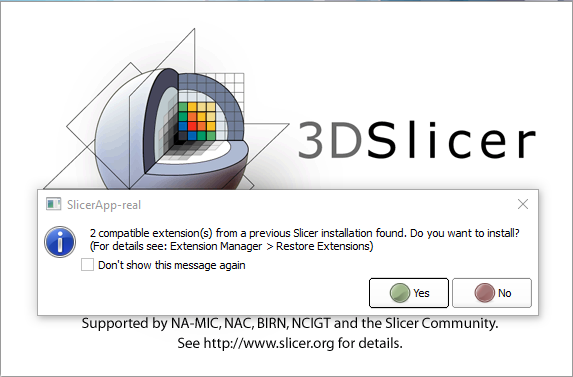 3DSlicer
SlicerApp-real
2 compatible extension(s) from a previous Slicer installation found. Do you want to install?
(For details see: Extension Manager > Restore Extensions)
Don't show this message again
Yes
No
Supported by NA-MIC, NAC, BIRN, NCIGT and the Slicer Community.
See http://www.slicer.org for details.